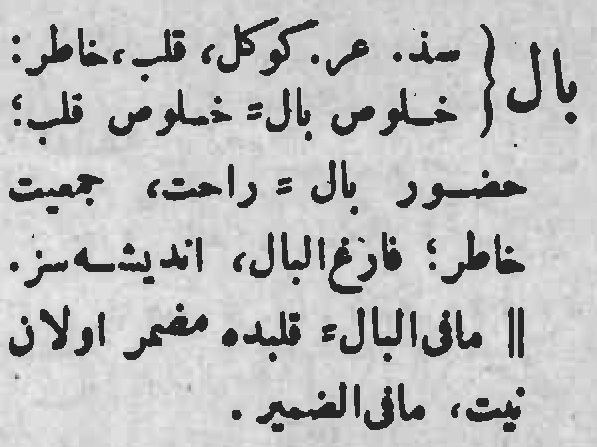 بال { سذ. عر. كوكل، قلب، خاطر:
خلوص بال = خلوص قلب؛
حضور بال = راحت، جمعيت
خاطر؛ فارغ‌البال، انديشه‌سز.
|| مافى‌البال = قلبده مضمر اولان
نيت، مافى‌الضمير.